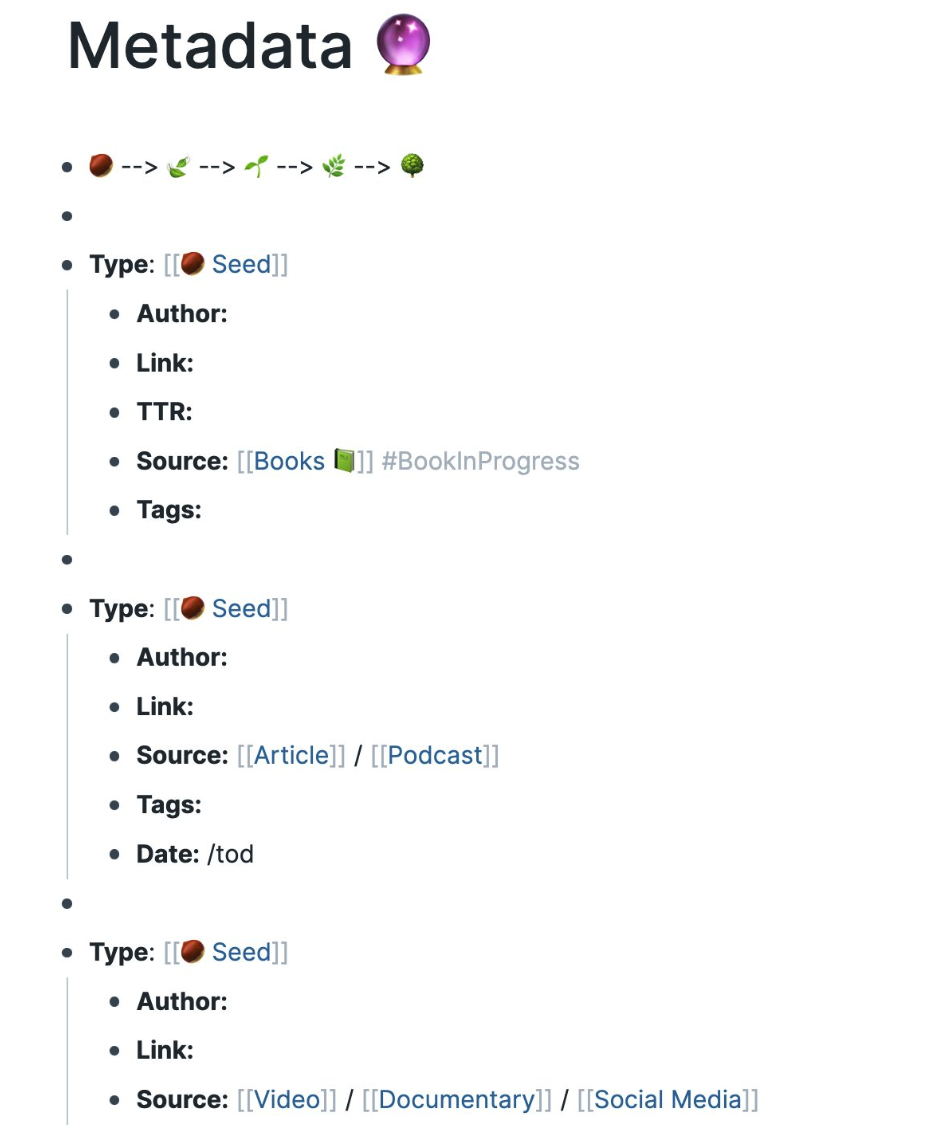 Metadata 🔮
🌰 --> 🍃 --> 🌱 --> 🌿 --> 🌳
Type: [[🌰 Seed]]
Author:
Link:
TTR:
Source: [[Books 📗]] #BookInProgress
Tags:
Type: [[🌰 Seed]]
Author:
Link:
Source: [[Article]] / [[Podcast]]
Tags:
Date: /tod
Type: [[🌰 Seed]]
Author:
Link:
Source: [[Video]] / [[Documentary]] / [[Social Media]]